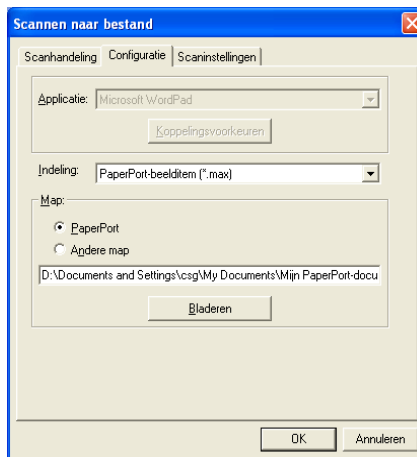 Scannen naar bestand
Scanhandeling Configuratie Scaninstellingen
Applicatie: Microsoft WordPad
Koppelingsvoorkeuren
Indeling: PaperPort-beelditem (*.max)
Map:
PaperPort
Andere map
D:\Documents and Settings\csg\My Documents\Mijn PaperPort-docu
Bladeren
OK Annuleren